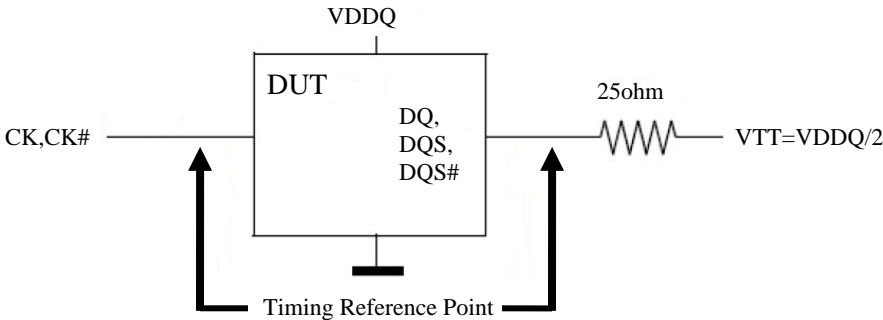 VDDQ
DUT
25ohm
DQ,
CK,CK#
DQS,
VTT=VDDQ/2
DQS#
Timing Reference Point